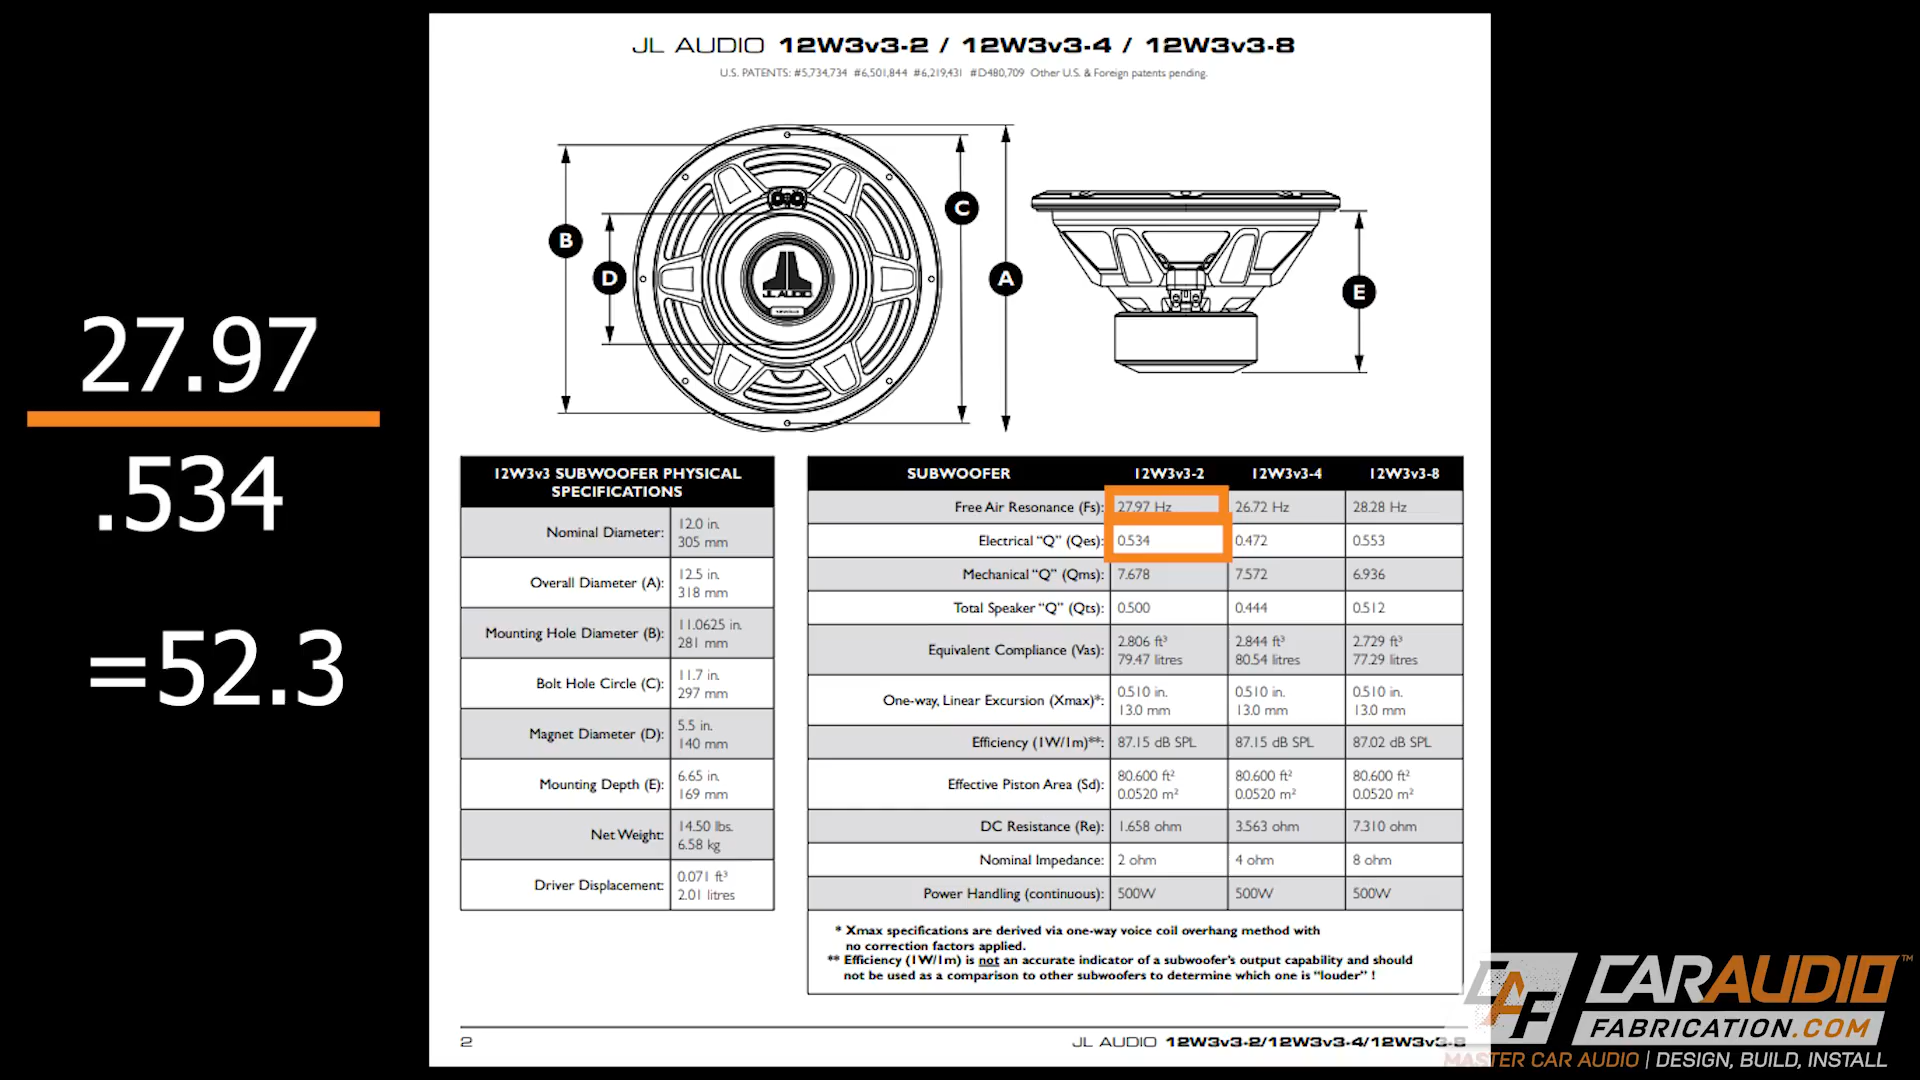 JL AUDIO 12W3v3-2 / 12W3v3-4 / 12W3v3-8
U.S. PATENTS: #5,734,734 #6,501,844 #6,219,431 #D480,709 Other U.S. & Foreign patents pending.
B
D
C
A
E
JL AUDIO
27.97
.534
=52.3
12W3v3 SUBWOOFER PHYSICAL
SPECIFICATIONS
Nominal Diameter: 12.0 in.
305 mm
Overall Diameter (A): 12.5 in.
318 mm
Mounting Hole Diameter (B): 11.0625 in.
281 mm
Bolt Hole Circle (C): 11.7 in.
297 mm
Magnet Diameter (D): 5.5 in.
140 mm
Mounting Depth (E): 6.65 in.
169 mm
Net Weight: 14.50 lbs.
6.58 kg
Driver Displacement: 0.071 ft³
2.01 litres
SUBWOOFER 12W3v3-2 12W3v3-4 12W3v3-8
Free Air Resonance (Fs): 27.97 Hz 26.72 Hz 28.28 Hz
Electrical “Q” (Qes): 0.534 0.472 0.553
Mechanical “Q” (Qms): 7.678 7.572 6.936
Total Speaker “Q” (Qts): 0.500 0.444 0.512
Equivalent Compliance (Vas): 2.806 ft³ 2.844 ft³ 2.729 ft³
79.47 litres 80.54 litres 77.29 litres
One-way, Linear Excursion (Xmax)*: 0.510 in. 0.510 in. 0.510 in.
13.0 mm 13.0 mm 13.0 mm
Efficiency (1W/1m)**: 87.15 dB SPL 87.15 dB SPL 87.02 dB SPL
Effective Piston Area (Sd): 80.600 ft² 80.600 ft² 80.600 ft²
0.0520 m² 0.0520 m² 0.0520 m²
DC Resistance (Re): 1.658 ohm 3.563 ohm 7.310 ohm
Nominal Impedance: 2 ohm 4 ohm 8 ohm
Power Handling (continuous): 500W 500W 500W
* Xmax specifications are derived via one-way voice coil overhang method with
no correction factors applied.
** Efficiency (1W/1m) is not an accurate indicator of a subwoofer's output capability and should
not be used as a comparison to other subwoofers to determine which one is “louder” !
2
JL AUDIO 12W3v3-2/12W3v3-4/12W3v3-8
CAF CARAUDIO™
FABRICATION.COM
MASTER CAR AUDIO | DESIGN, BUILD, INSTALL